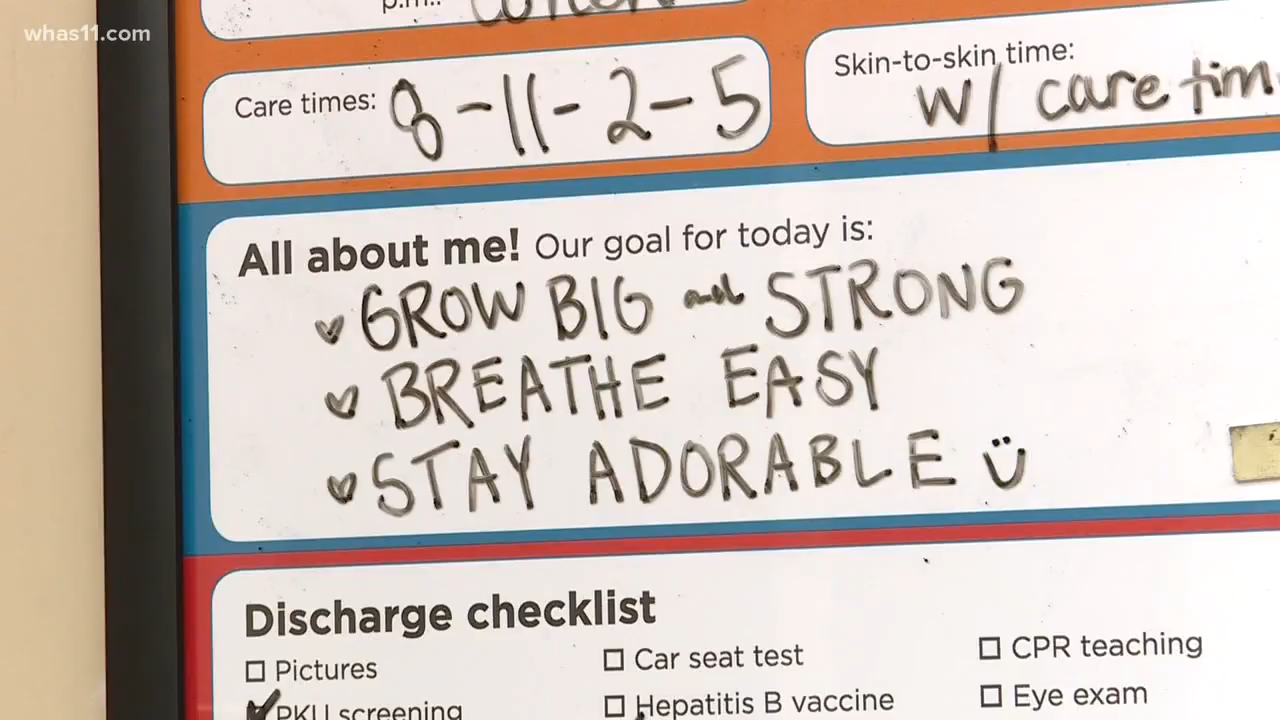 whas11.com
p.m.:
Care times: 8-11-2-5
Skin-to-skin time:
w/ care tim
All about me! Our goal for today is:
GROW BIG and STRONG
BREATHE EASY
STAY ADORABLE
Discharge checklist
Pictures
Car seat test
CPR teaching
PKU screening
Hepatitis B vaccine
Eye exam